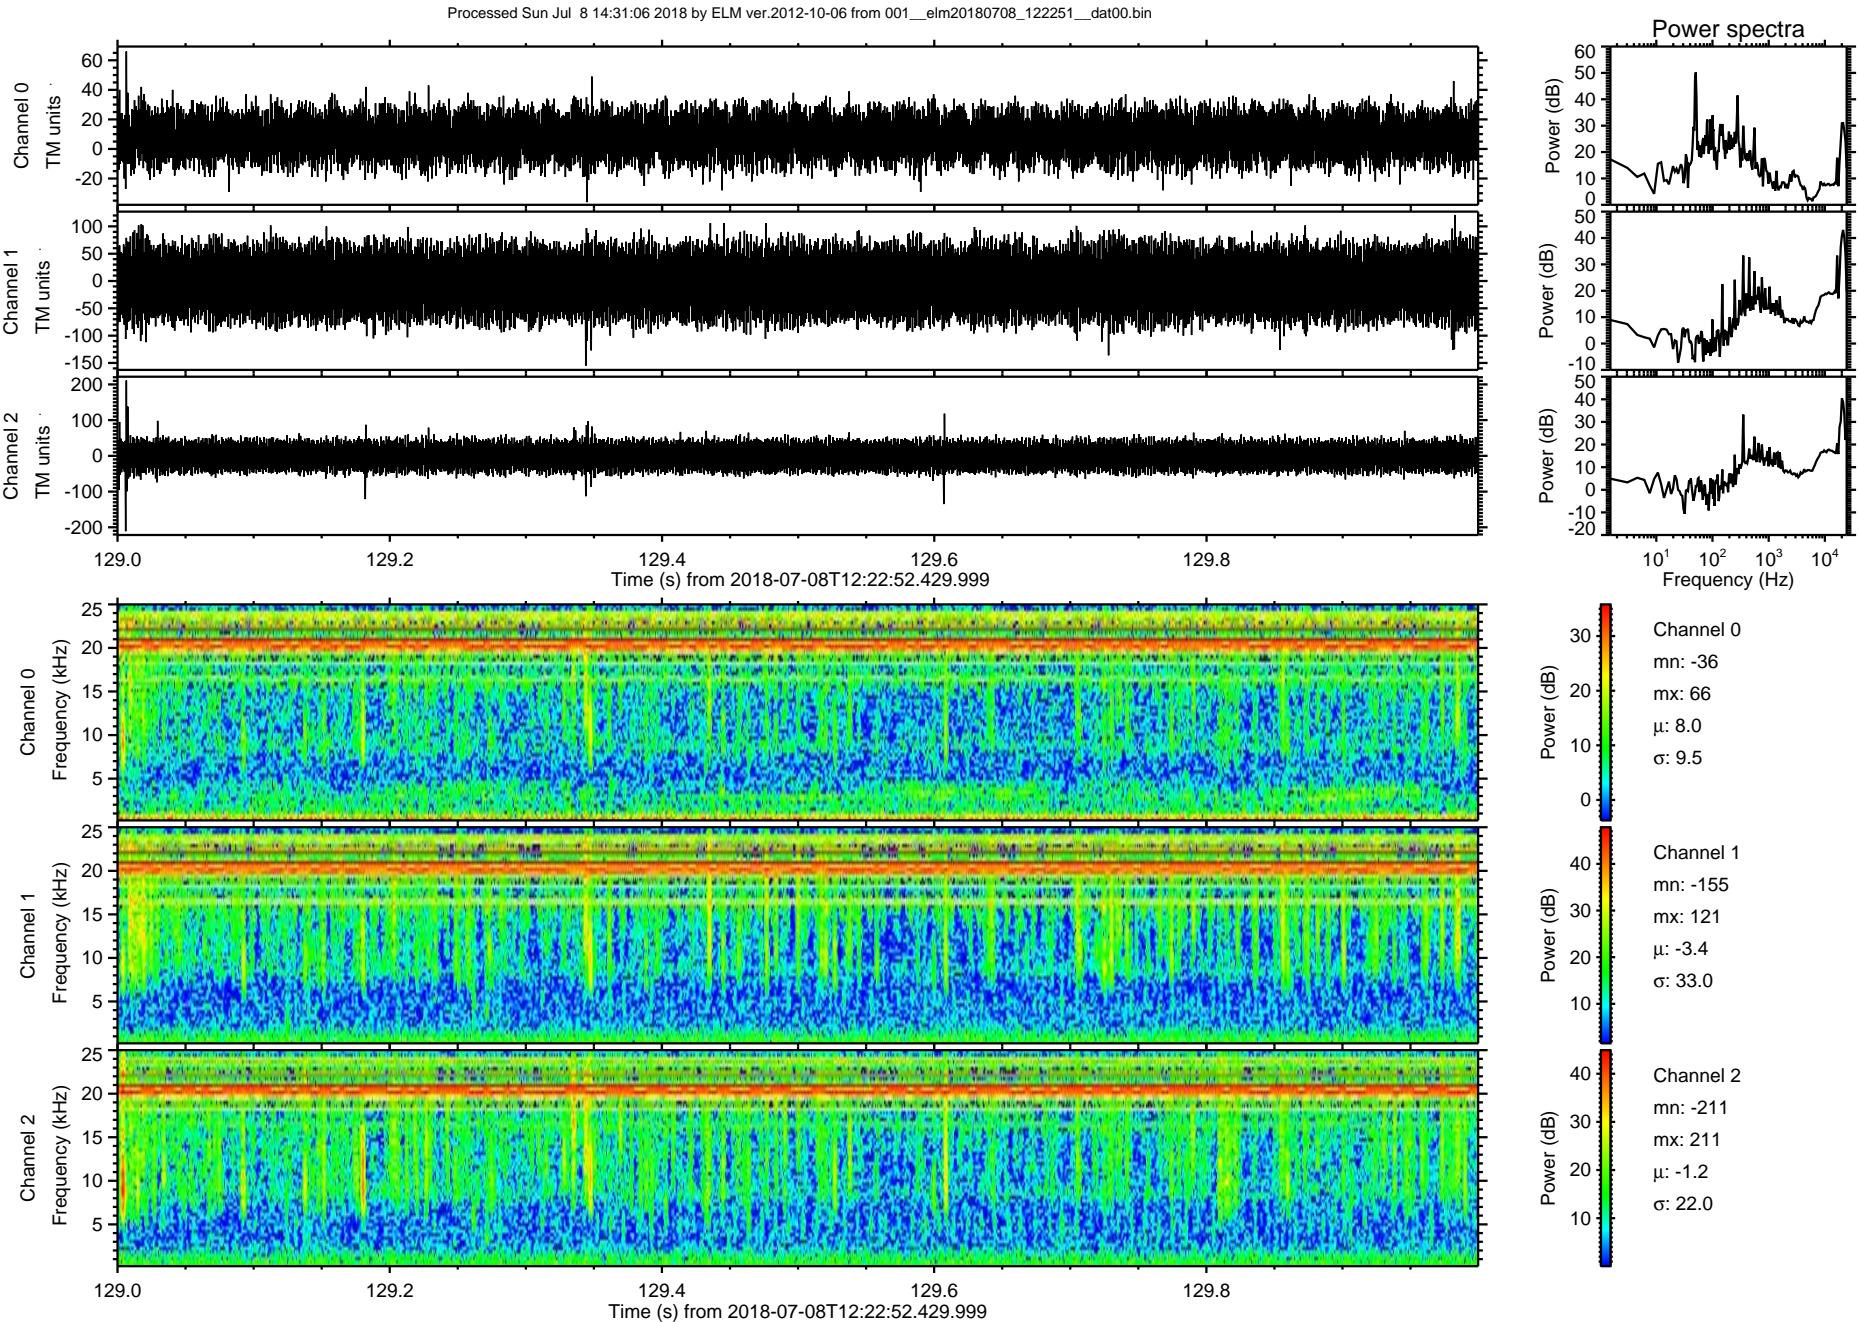 Processed Sun Jul 8 14:31:06 2018 by ELM ver.2012-10-06 from 001__elm20180708_122251__dat00.bin
Power spectra
Channel 0
TM units
60
40
20
0
-20
Power (dB)
60
50
40
30
20
10
0
Channel 1
TM units
100
50
0
-50
-100
-150
Power (dB)
50
40
30
20
10
0
-10
Channel 2
TM units
200
100
0
-100
-200
Power (dB)
50
40
30
20
10
0
-10
-20
129.0
129.2
129.4
129.6
129.8
Time (s) from 2018-07-08T12:22:52.429.999
10^1
10^2
10^3
10^4
Frequency (Hz)
Channel 0
Frequency (kHz)
25
20
15
10
5
Power (dB)
30
20
10
0
Channel 0
mn: -36
mx: 66
μ: 8.0
σ: 9.5
Channel 1
Frequency (kHz)
25
20
15
10
5
Power (dB)
40
30
20
10
Channel 1
mn: -155
mx: 121
μ: -3.4
σ: 33.0
Channel 2
Frequency (kHz)
25
20
15
10
5
Power (dB)
40
30
20
10
Channel 2
mn: -211
mx: 211
μ: -1.2
σ: 22.0
129.0
129.2
129.4
129.6
129.8
Time (s) from 2018-07-08T12:22:52.429.999